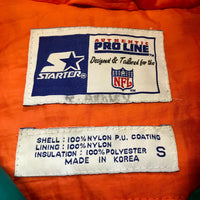 AUTHENTIC
PRO LINE
STARTER
Designed & Tailored for the
NFL
SHELL : 100% NYLON P.U. COATING
LINING : 100% NYLON
INSULATION : 100% POLYESTER
MADE IN KOREA
S